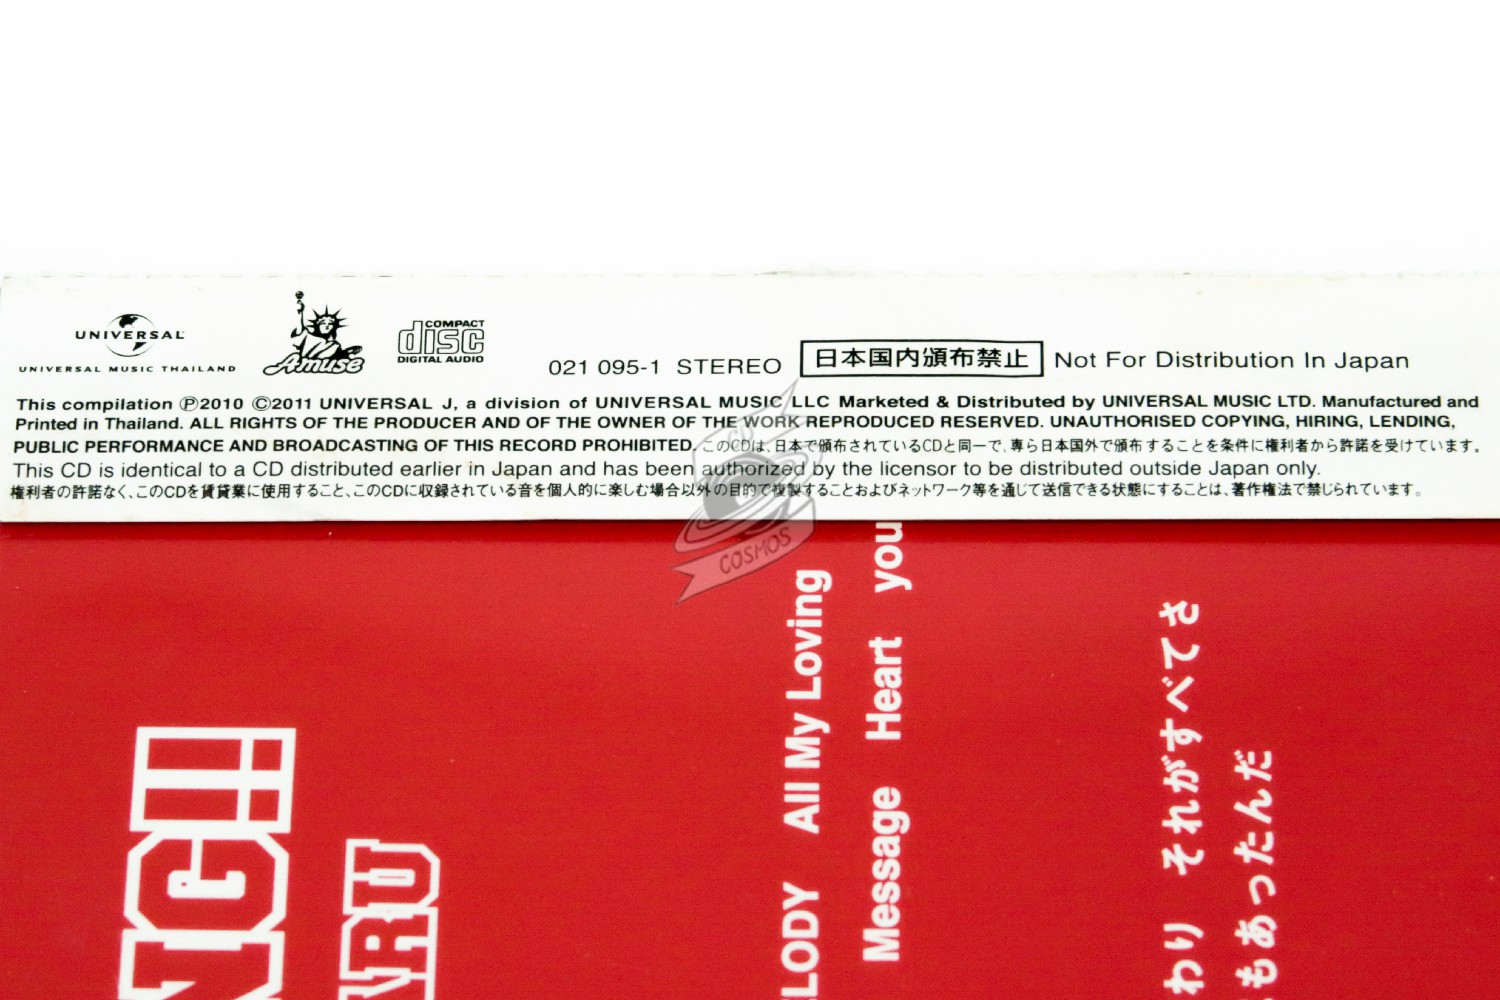 UNIVERSAL
UNIVERSAL MUSIC THAILAND
Amuse
COMPACT
disc
DIGITAL AUDIO
021 095-1 STEREO
日本国内頒布禁止 Not For Distribution In Japan
This compilation Ⓟ2010 ©2011 UNIVERSAL J, a division of UNIVERSAL MUSIC LLC Marketed & Distributed by UNIVERSAL MUSIC LTD. Manufactured and
Printed in Thailand. ALL RIGHTS OF THE PRODUCER AND OF THE OWNER OF THE WORK REPRODUCED RESERVED. UNAUTHORISED COPYING, HIRING, LENDING,
PUBLIC PERFORMANCE AND BROADCASTING OF THIS RECORD PROHIBITED. このCDは、日本で頒布されているCDと同一で、専ら日本国外で頒布することを条件に権利者から許諾を受けています。
This CD is identical to a CD distributed earlier in Japan and has been authorized by the licensor to be distributed outside Japan only.
権利者の許諾なく、このCDを賃貸業に使用すること、このCDに収録されている音を個人的に楽しむ場合以外の目的で複製することおよびネットワーク等を通じて送信できる状態にすることは、著作権法で禁じられています。
CD
COSMOS
NG!!
ARU
LODY All My Loving
Message Heart you
わり それがすべてさ
もあったんだ